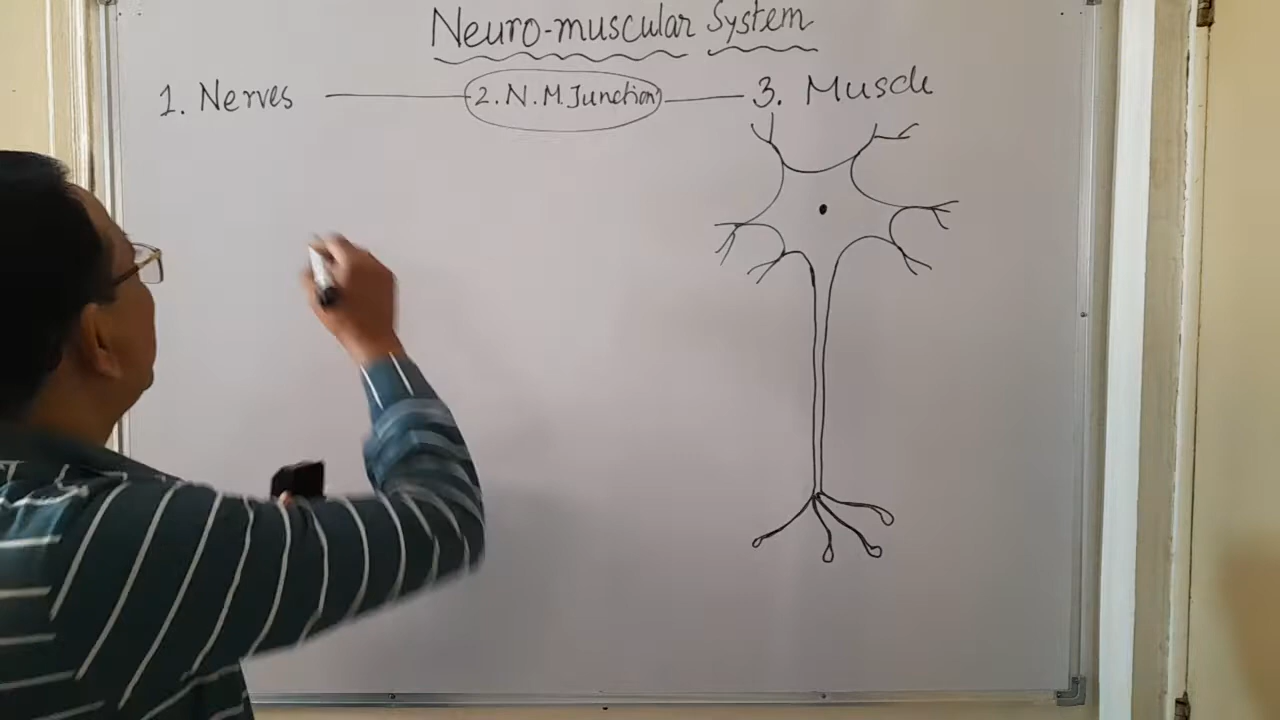 Neuro-muscular System
1. Nerves 2. N. M. Junction 3. Muscle